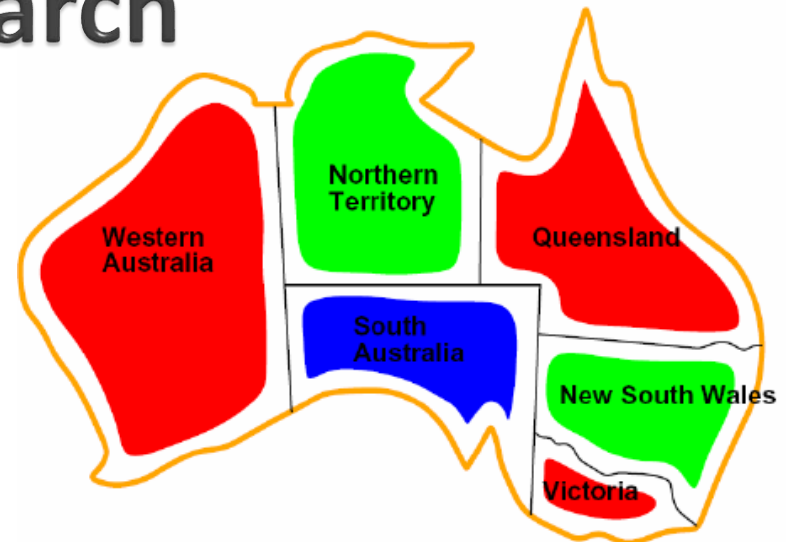 arch
Northern
Territory
Western
Australia
Queensland
South
Australia
New South Wales
Victoria